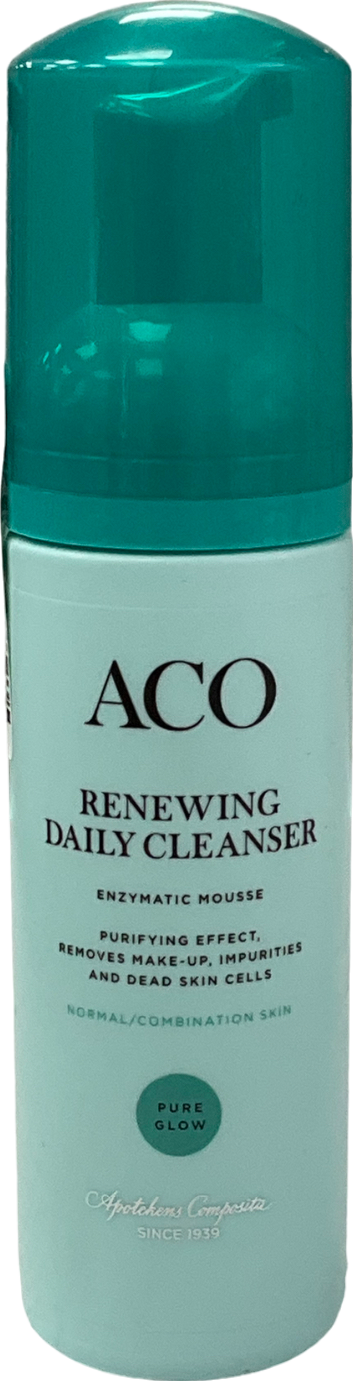 ACO
RENEWING
DAILY CLEANSER
ENZYMATIC MOUSSE
PURIFYING EFFECT,
REMOVES MAKE-UP, IMPURITIES
AND DEAD SKIN CELLS
NORMAL/COMBINATION SKIN
PURE
GLOW
Apotekens Composita
SINCE 1939